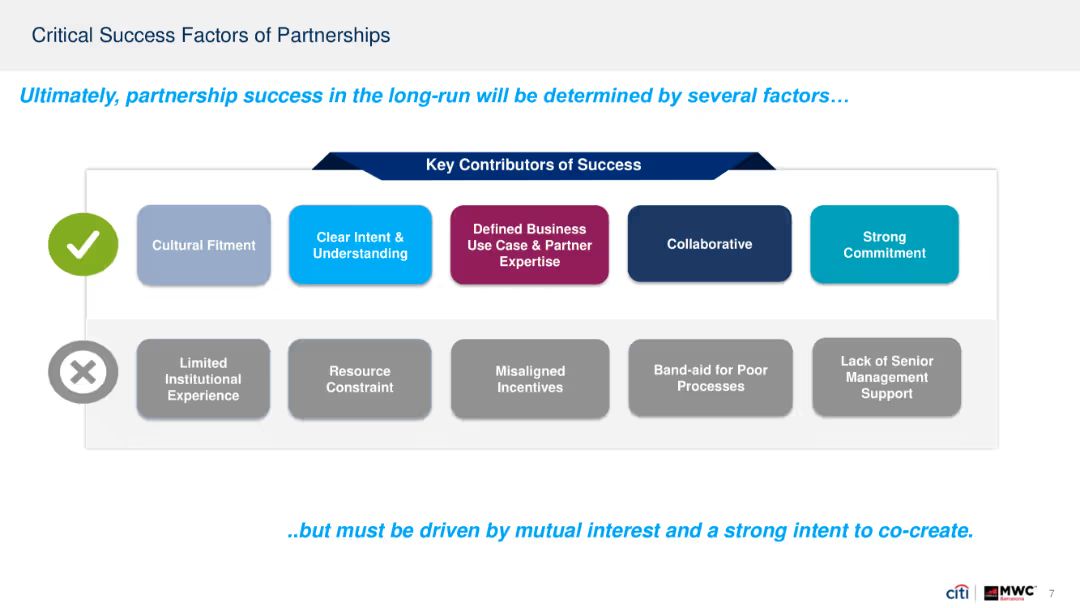 Critical Success Factors of Partnerships
Ultimately, partnership success in the long-run will be determined by several factors…
Key Contributors of Success
Cultural Fitment
Clear Intent &
Understanding
Defined Business
Use Case & Partner
Expertise
Collaborative
Strong
Commitment
Limited
Institutional
Experience
Resource
Constraint
Misaligned
Incentives
Band-aid for Poor
Processes
Lack of Senior
Management
Support
..but must be driven by mutual interest and a strong intent to co-create.
citi
MWC
Barcelona
7